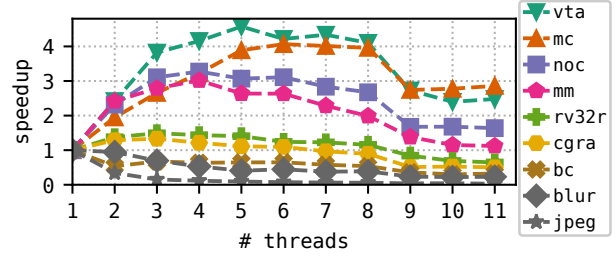 speedup
4
3
2
1
0
1 2 3 4 5 6 7 8 9 10 11
# threads
vta
mc
noc
mm
rv32r
cgra
bc
blur
jpeg